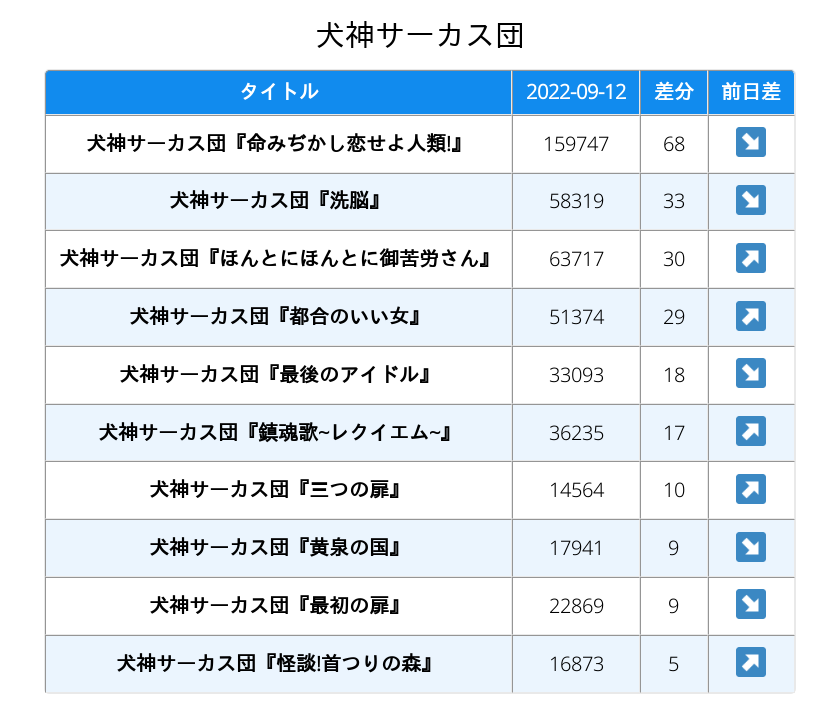 犬神サーカス団
タイトル 2022-09-12 差分 前日差
犬神サーカス団『命みぢかし恋せよ人類!』 159747 68 ↘
犬神サーカス団『洗脳』 58319 33 ↘
犬神サーカス団『ほんとにほんとに御苦労さん』 63717 30 ↗
犬神サーカス団『都合のいい女』 51374 29 ↗
犬神サーカス団『最後のアイドル』 33093 18 ↘
犬神サーカス団『鎮魂歌~レクイエム~』 36235 17 ↗
犬神サーカス団『三つの扉』 14564 10 ↗
犬神サーカス団『黄泉の国』 17941 9 ↘
犬神サーカス団『最初の扉』 22869 9 ↘
犬神サーカス団『怪談!首つりの森』 16873 5 ↗